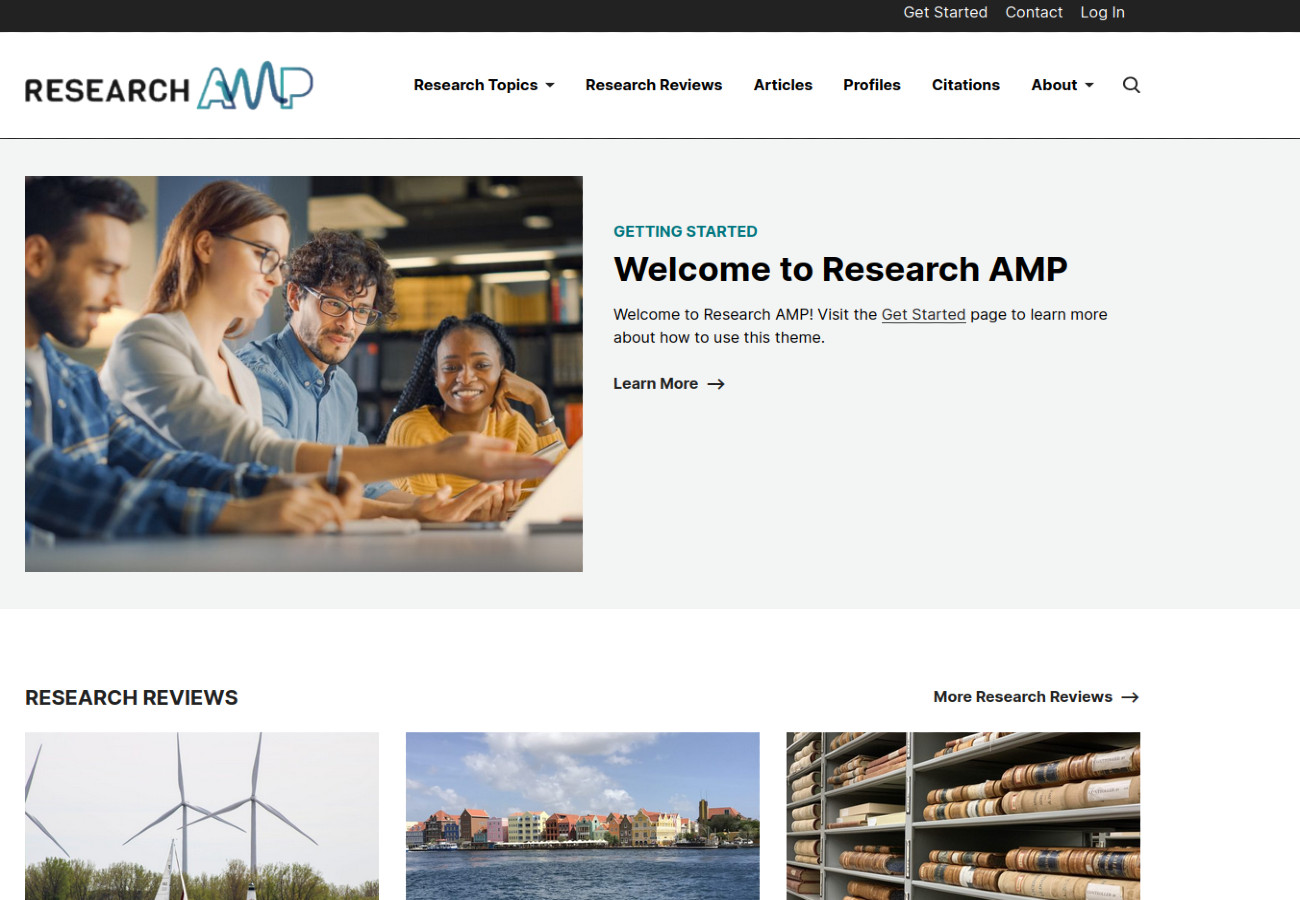 Get Started Contact Log In
RESEARCH AMP
Research Topics Research Reviews Articles Profiles Citations About
GETTING STARTED
Welcome to Research AMP
Welcome to Research AMP! Visit the Get Started page to learn more
about how to use this theme.
Learn More
RESEARCH REVIEWS
More Research Reviews